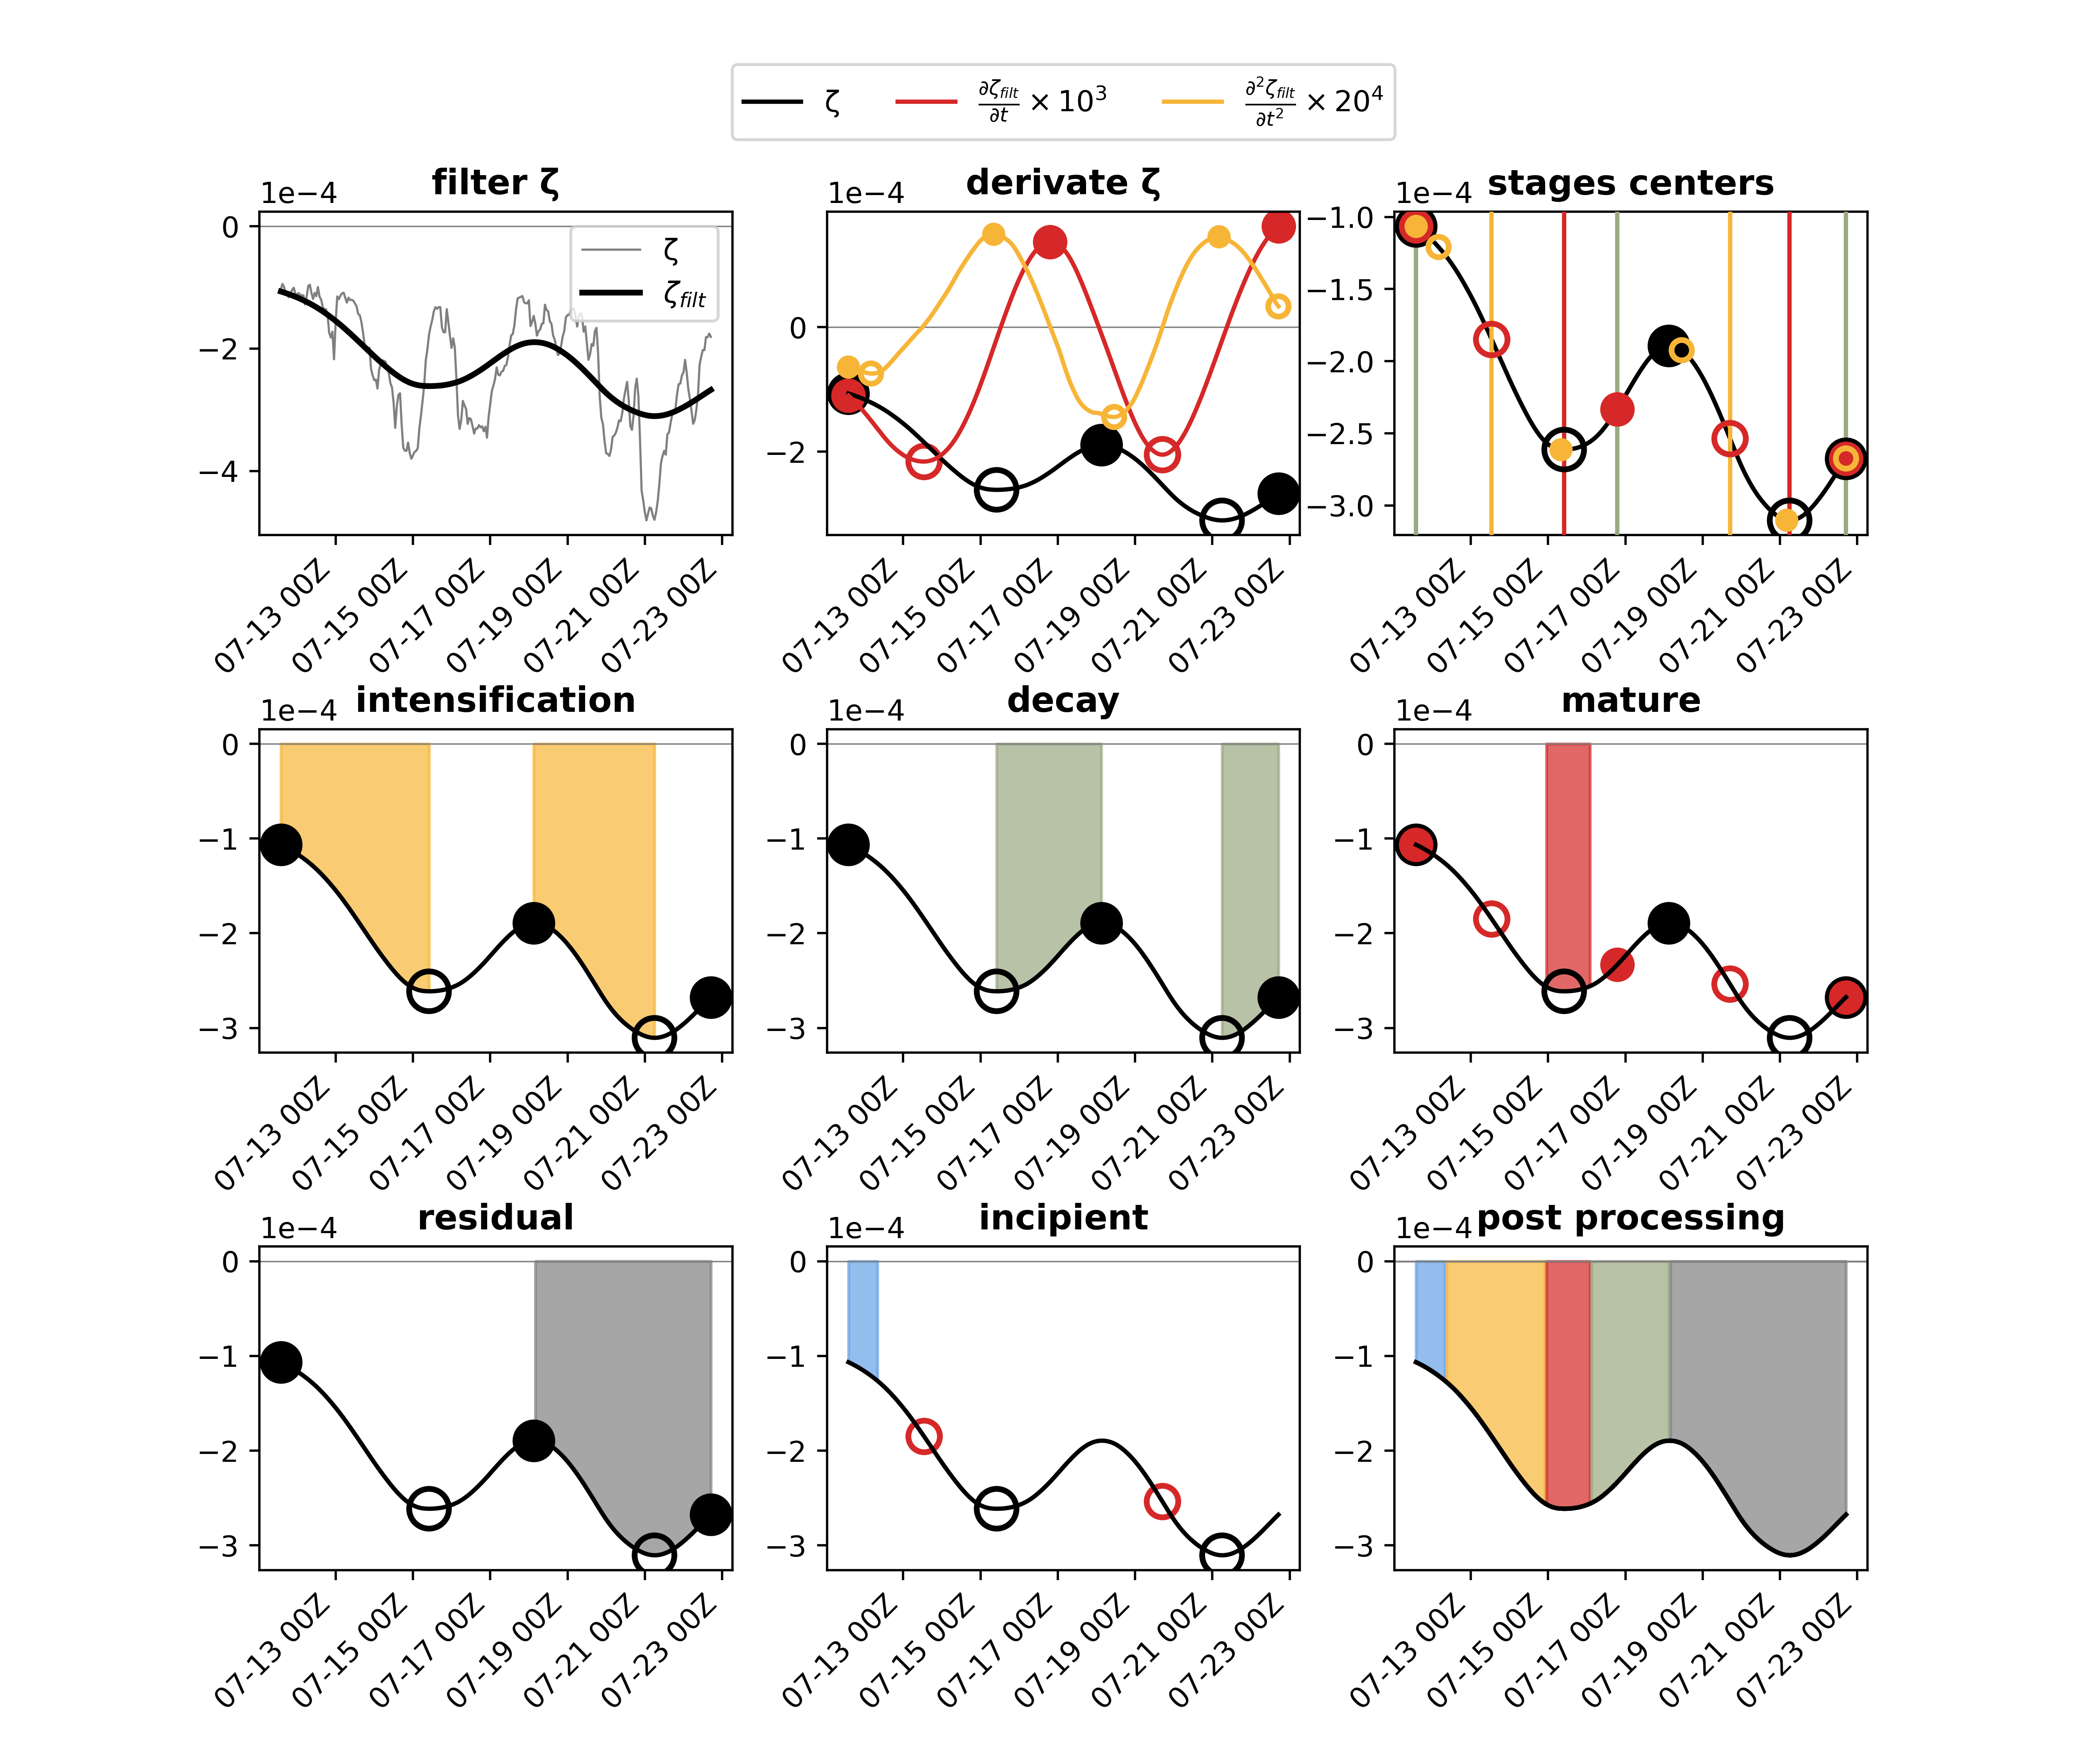 ζ ∂ζfilt/∂t × 10³ ∂²ζfilt/∂t² × 20⁴
filter ζ derivate ζ stages centers
1e−4 1e−4 1e−4
0
−2
−4
ζ
ζfilt
0
−2
−1.0
−1.5
−2.0
−2.5
−3.0
07-13 00Z 07-15 00Z 07-17 00Z 07-19 00Z 07-21 00Z 07-23 00Z
07-13 00Z 07-15 00Z 07-17 00Z 07-19 00Z 07-21 00Z 07-23 00Z
07-13 00Z 07-15 00Z 07-17 00Z 07-19 00Z 07-21 00Z 07-23 00Z
intensification decay mature
1e−4 1e−4 1e−4
0
−1
−2
−3
0
−1
−2
−3
0
−1
−2
−3
07-13 00Z 07-15 00Z 07-17 00Z 07-19 00Z 07-21 00Z 07-23 00Z
07-13 00Z 07-15 00Z 07-17 00Z 07-19 00Z 07-21 00Z 07-23 00Z
07-13 00Z 07-15 00Z 07-17 00Z 07-19 00Z 07-21 00Z 07-23 00Z
residual incipient post processing
1e−4 1e−4 1e−4
0
−1
−2
−3
0
−1
−2
−3
0
−1
−2
−3
07-13 00Z 07-15 00Z 07-17 00Z 07-19 00Z 07-21 00Z 07-23 00Z
07-13 00Z 07-15 00Z 07-17 00Z 07-19 00Z 07-21 00Z 07-23 00Z
07-13 00Z 07-15 00Z 07-17 00Z 07-19 00Z 07-21 00Z 07-23 00Z